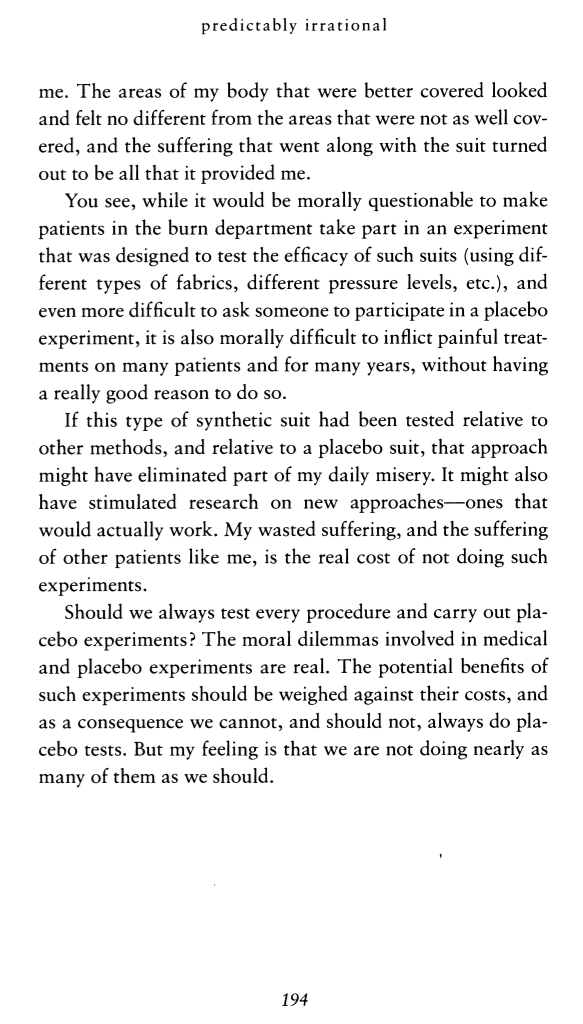 predictably irrational
me. The areas of my body that were better covered looked
and felt no different from the areas that were not as well cov-
ered, and the suffering that went along with the suit turned
out to be all that it provided me.
You see, while it would be morally questionable to make
patients in the burn department take part in an experiment
that was designed to test the efficacy of such suits (using dif-
ferent types of fabrics, different pressure levels, etc.), and
even more difficult to ask someone to participate in a placebo
experiment, it is also morally difficult to inflict painful treat-
ments on many patients and for many years, without having
a really good reason to do so.
If this type of synthetic suit had been tested relative to
other methods, and relative to a placebo suit, that approach
might have eliminated part of my daily misery. It might also
have stimulated research on new approaches—ones that
would actually work. My wasted suffering, and the suffering
of other patients like me, is the real cost of not doing such
experiments.
Should we always test every procedure and carry out pla-
cebo experiments? The moral dilemmas involved in medical
and placebo experiments are real. The potential benefits of
such experiments should be weighed against their costs, and
as a consequence we cannot, and should not, always do pla-
cebo tests. But my feeling is that we are not doing nearly as
many of them as we should.
194